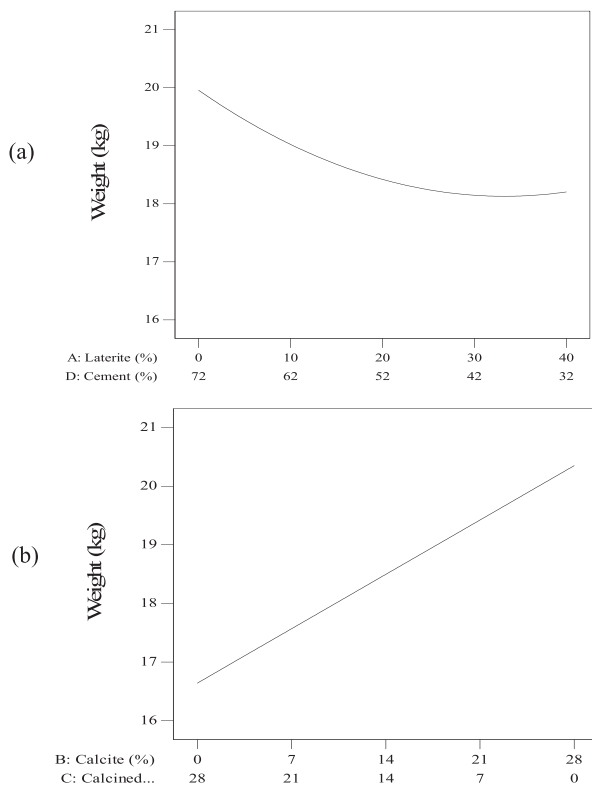 (a)
Weight (kg)
21
20
19
18
17
16
A: Laterite (%) 0 10 20 30 40
D: Cement (%) 72 62 52 42 32
(b)
Weight (kg)
21
20
19
18
17
16
B: Calcite (%) 0 7 14 21 28
C: Calcined... 28 21 14 7 0